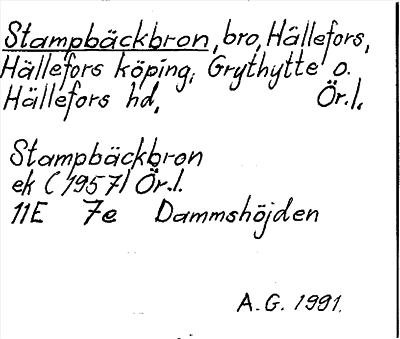 Stampbäckbron, bro, Hällefors,
Hällefors köping, Grythytte o.
Hällefors hd, Ör.l.
Stampbäckbron
ek (1957) Ör.l.
11E 7e Dammshöjden
A.G. 1991.